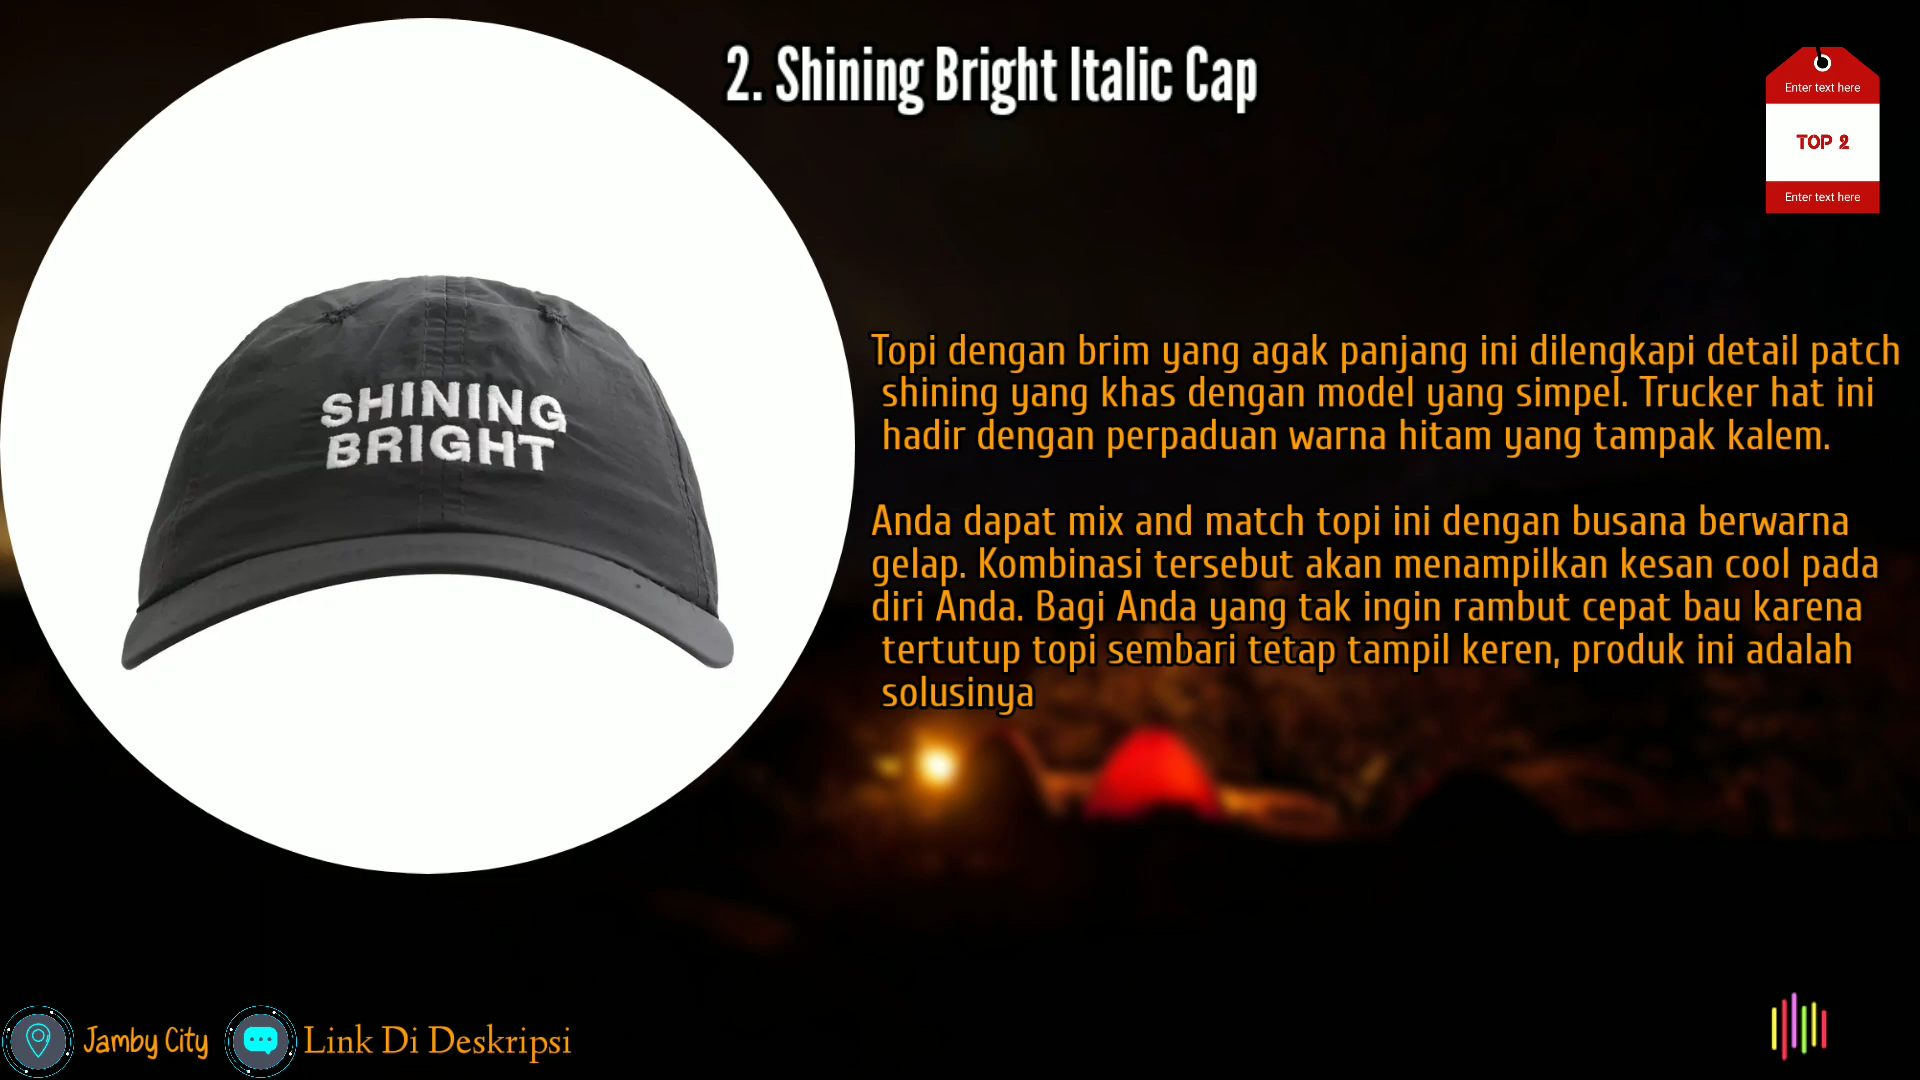 2. Shining Bright Italic Cap
Enter text here
TOP 2
Enter text here
SHINING
BRIGHT
Topi dengan brim yang agak panjang ini dilengkapi detail patch
shining yang khas dengan model yang simpel. Trucker hat ini
hadir dengan perpaduan warna hitam yang tampak kalem.
Anda dapat mix and match topi ini dengan busana berwarna
gelap. Kombinasi tersebut akan menampilkan kesan cool pada
diri Anda. Bagi Anda yang tak ingin rambut cepat bau karena
tertutup topi sembari tetap tampil keren, produk ini adalah
solusinya
Jamby City
Link Di Deskripsi